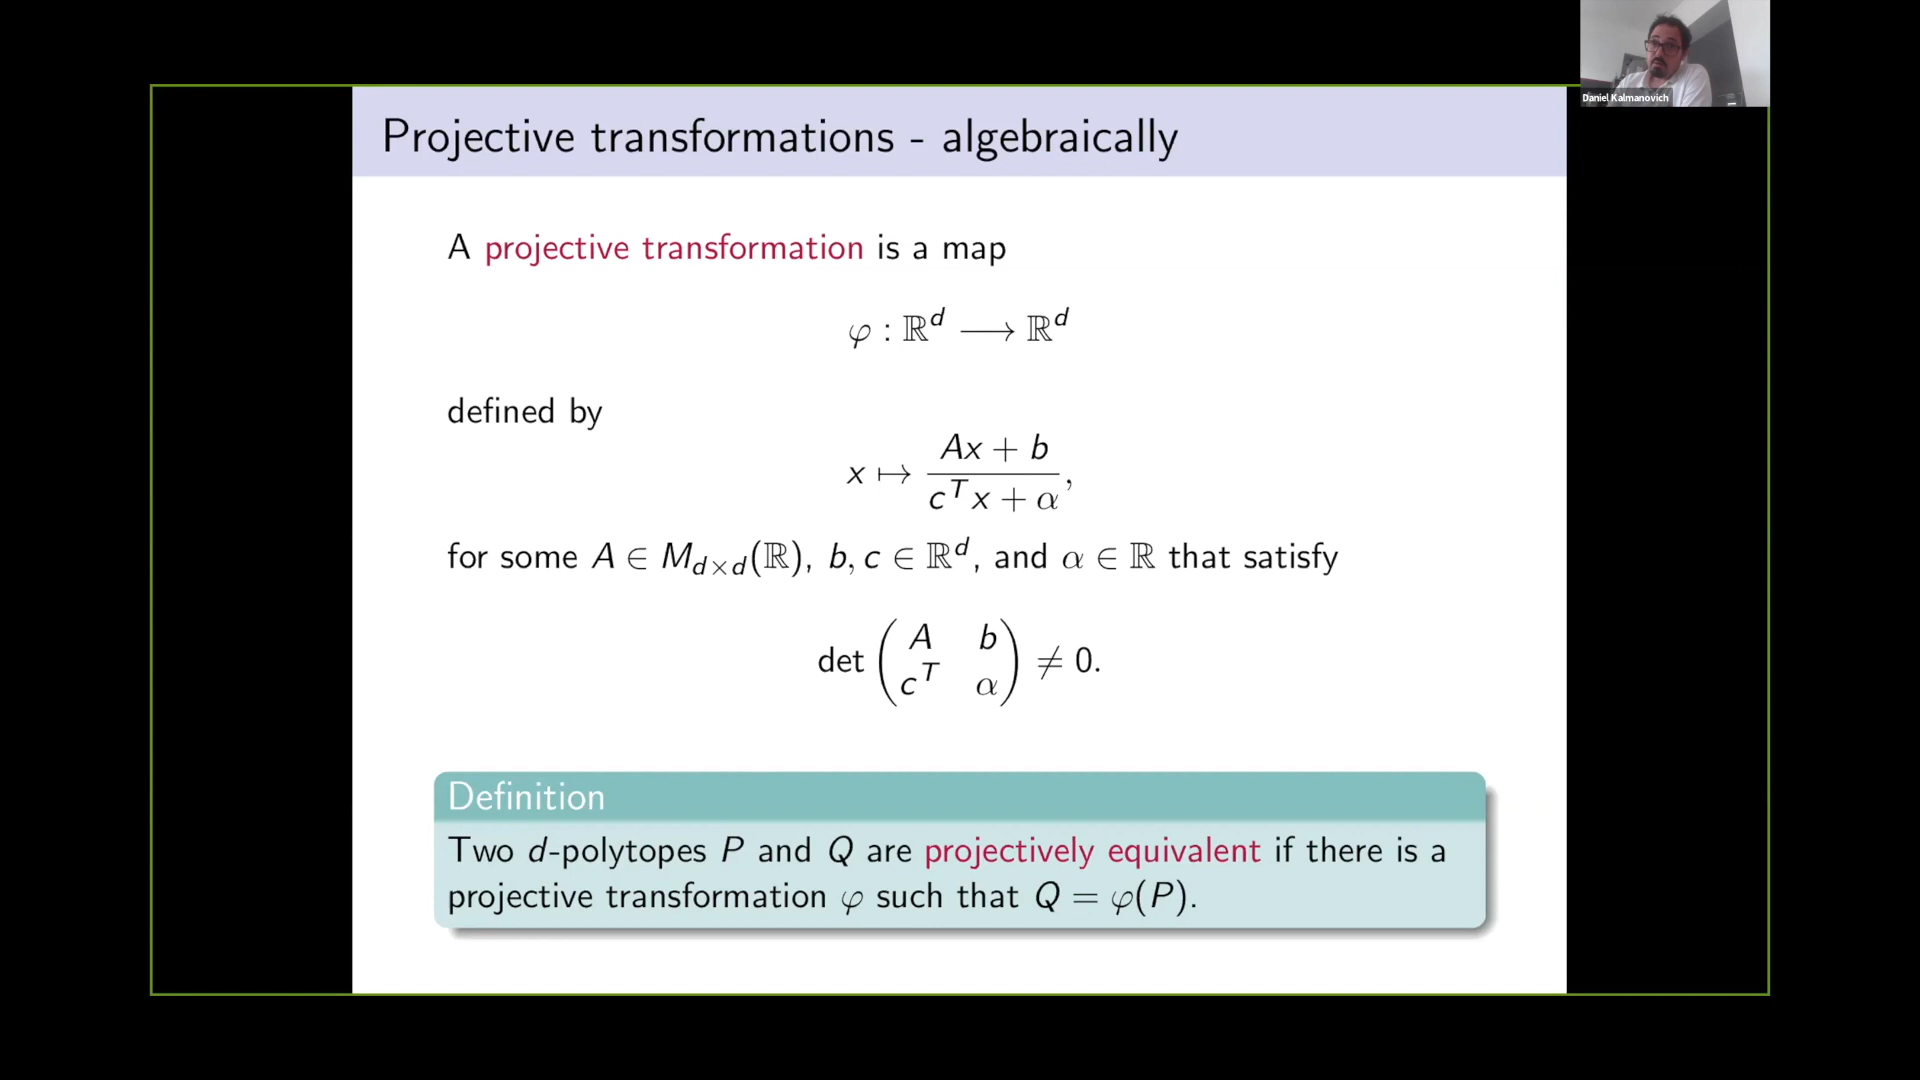 Daniel Kalmanovich
Projective transformations - algebraically
A projective transformation is a map
φ : ℝ^d ⟶ ℝ^d
defined by
x ↦ (Ax + b) / (c^T x + α),
for some A ∈ M_{d×d}(ℝ), b, c ∈ ℝ^d, and α ∈ ℝ that satisfy
det ( A b ; c^T α ) ≠ 0.
Definition
Two d-polytopes P and Q are projectively equivalent if there is a
projective transformation φ such that Q = φ(P).